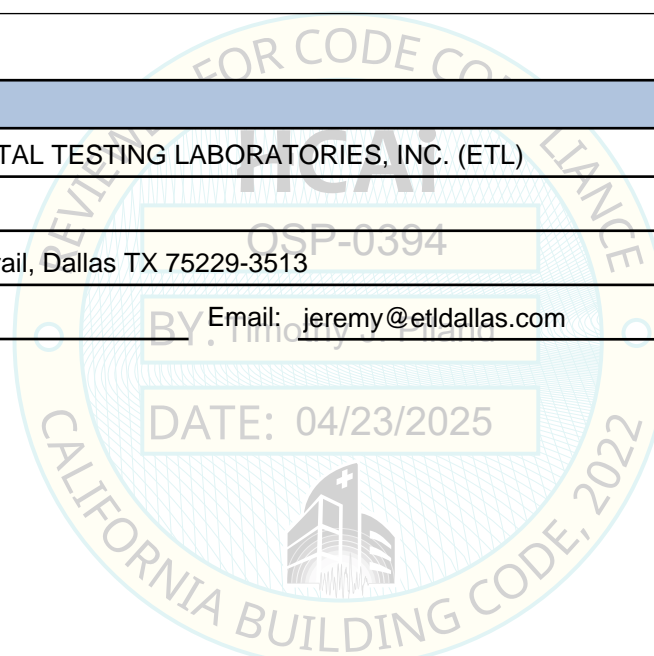 REVIEWED FOR CODE COMPLIANCE
TAL TESTING LABORATORIES, INC. (ETL)
HCAi
OSP-0394
rail, Dallas TX 75229-3513
BY: Timothy J. Piland
Email: jeremy@etldallas.com
DATE: 04/23/2025
CALIFORNIA BUILDING CODE, 2022